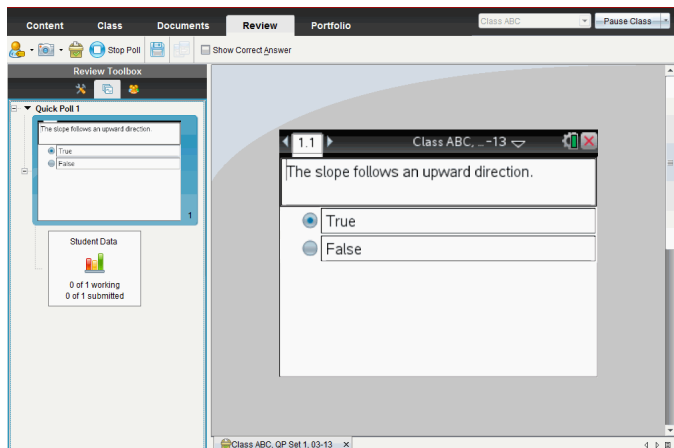 Content Class Documents Review Portfolio Class ABC Pause Class
Stop Poll Show Correct Answer
Review Toolbox
Quick Poll 1
The slope follows an upward direction.
True
False
1
Student Data
0 of 1 working
0 of 1 submitted
1.1 Class ABC, ...-13
The slope follows an upward direction.
True
False
Class ABC, QP Set 1, 03-13